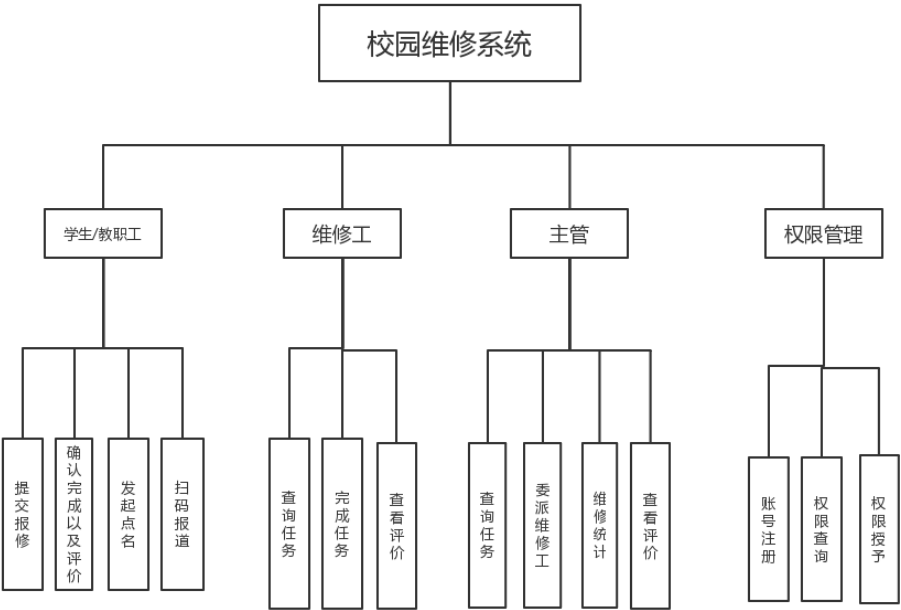 校园维修系统
学生/教职工
维修工
主管
权限管理
提交报修
确认完成以及评价
发起点名
扫码报道
查询任务
完成任务
查看评价
查询任务
委派维修工
维修统计
查看评价
账号注册
权限查询
权限授予